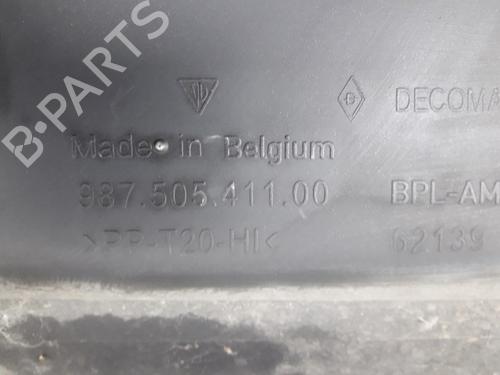 B-PARTS
DECOMA
Made in Belgium
987.505.411.00
BPL-AM
>PP-T20-HI<
62139